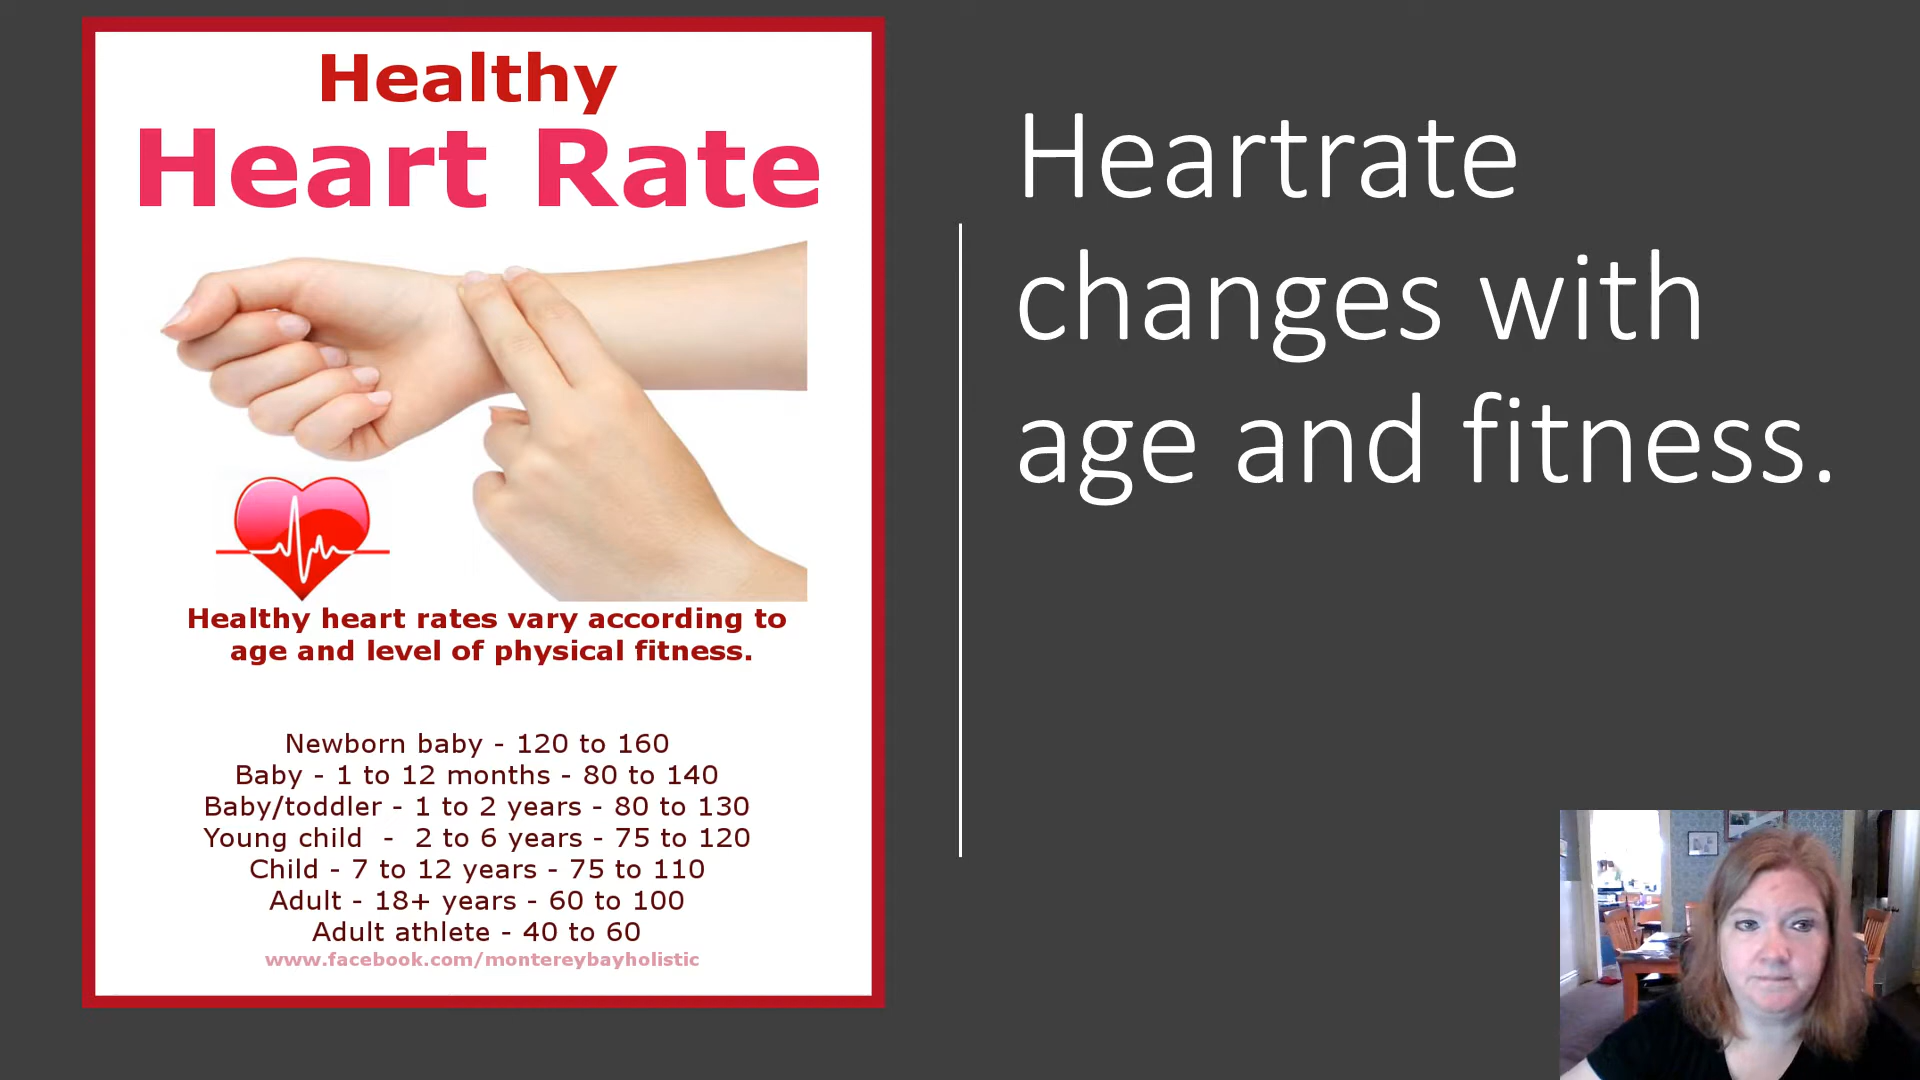 Healthy
Heart Rate
Healthy heart rates vary according to
age and level of physical fitness.
Newborn baby - 120 to 160
Baby - 1 to 12 months - 80 to 140
Baby/toddler - 1 to 2 years - 80 to 130
Young child  -  2 to 6 years - 75 to 120
Child - 7 to 12 years - 75 to 110
Adult - 18+ years - 60 to 100
Adult athlete - 40 to 60
www.facebook.com/montereybayholistic
Heartrate
changes with
age and fitness.